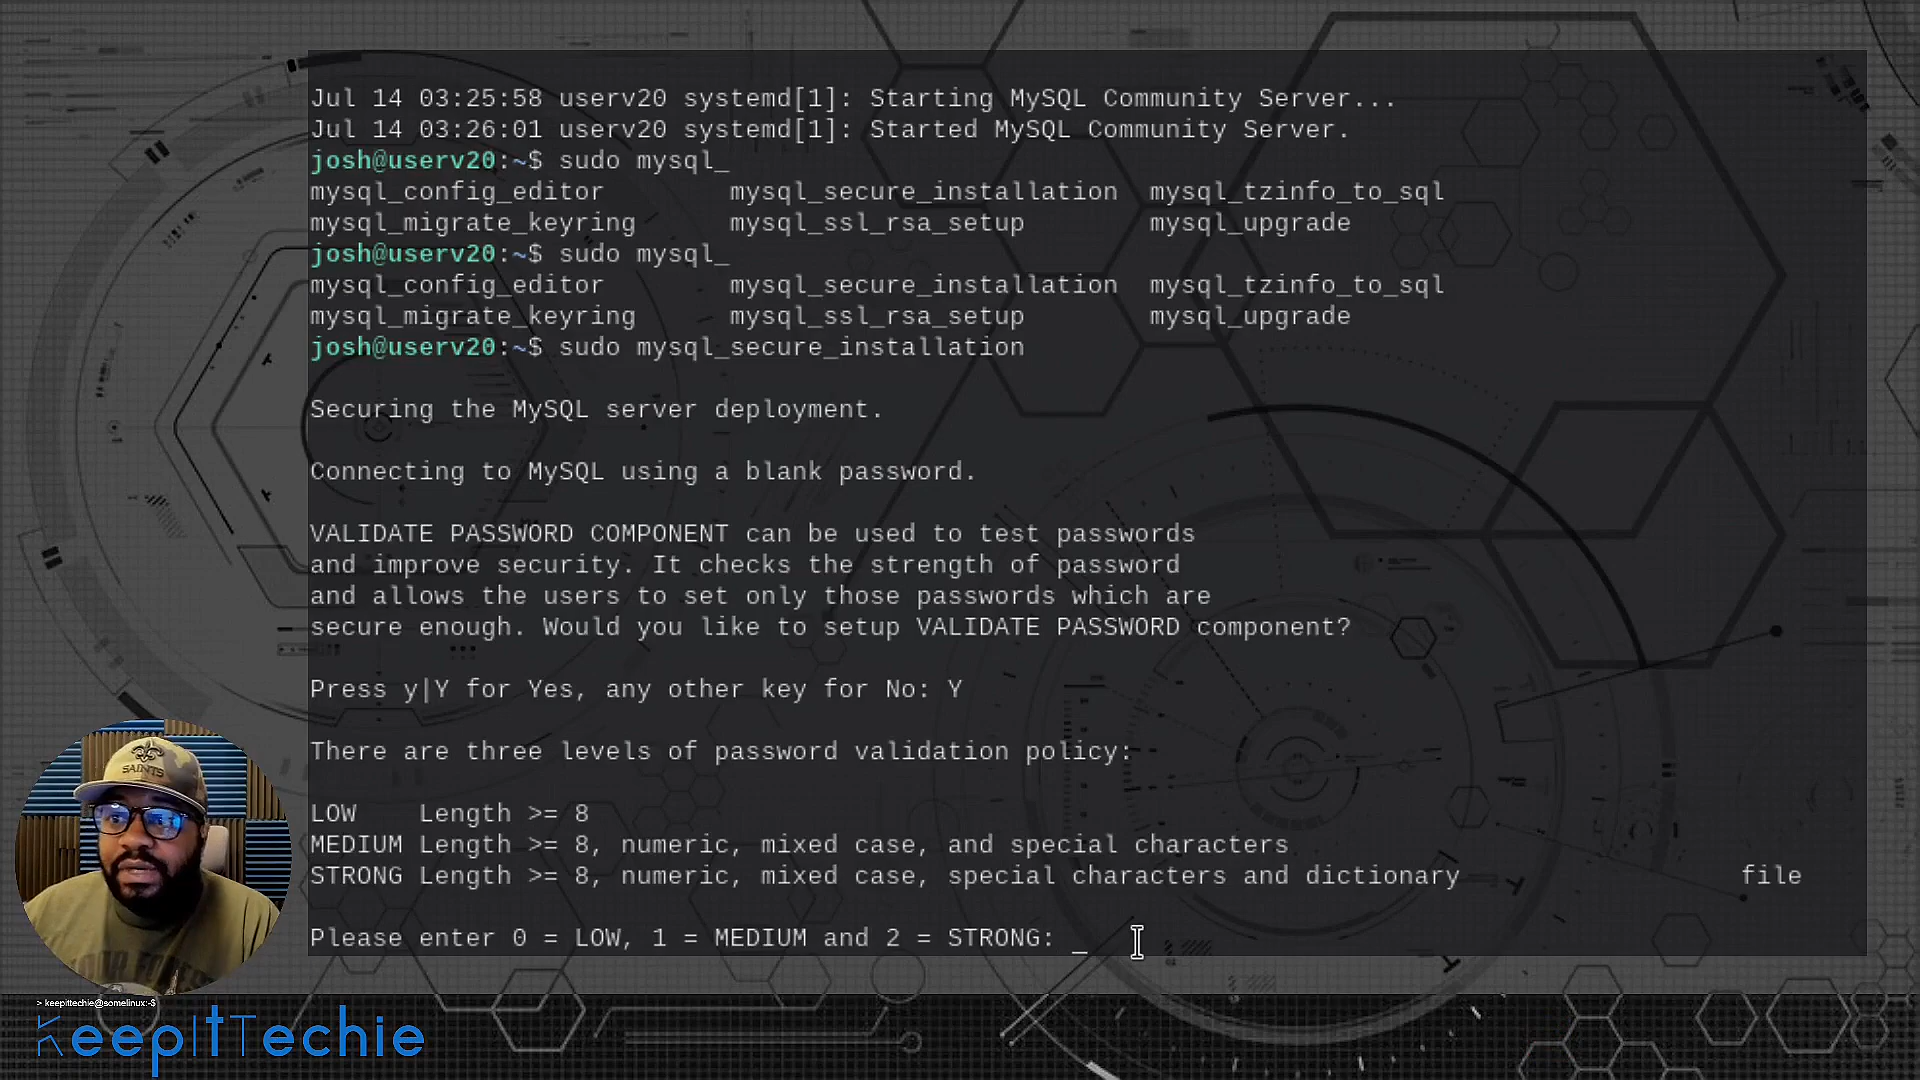 Jul 14 03:25:58 userv20 systemd[1]: Starting MySQL Community Server...
Jul 14 03:26:01 userv20 systemd[1]: Started MySQL Community Server.
josh@userv20:~$ sudo mysql_
mysql_config_editor mysql_secure_installation mysql_tzinfo_to_sql
mysql_migrate_keyring mysql_ssl_rsa_setup mysql_upgrade
josh@userv20:~$ sudo mysql_
mysql_config_editor mysql_secure_installation mysql_tzinfo_to_sql
mysql_migrate_keyring mysql_ssl_rsa_setup mysql_upgrade
josh@userv20:~$ sudo mysql_secure_installation
Securing the MySQL server deployment.
Connecting to MySQL using a blank password.
VALIDATE PASSWORD COMPONENT can be used to test passwords
and improve security. It checks the strength of password
and allows the users to set only those passwords which are
secure enough. Would you like to setup VALIDATE PASSWORD component?
Press y|Y for Yes, any other key for No: Y
There are three levels of password validation policy:
LOW Length >= 8
MEDIUM Length >= 8, numeric, mixed case, and special characters
STRONG Length >= 8, numeric, mixed case, special characters and dictionary file
Please enter 0 = LOW, 1 = MEDIUM and 2 = STRONG: _
SAINTS
> keepittechie@somelinux:~$
KeepItTechie